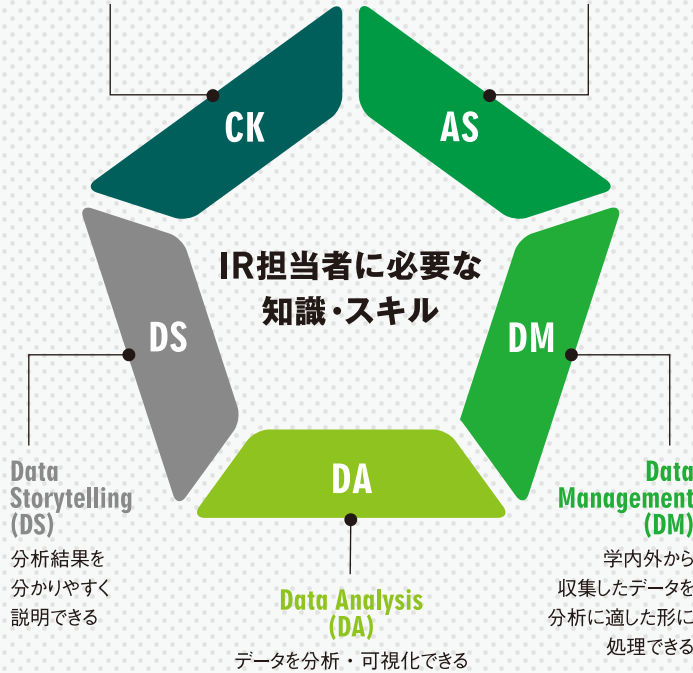 CK
AS
IR担当者に必要な
知識・スキル
DS
DM
DA
Data
Storytelling
(DS)
分析結果を
分かりやすく
説明できる
Data Analysis
(DA)
データを分析・可視化できる
Data
Management
(DM)
学内外から
収集したデータを
分析に適した形に
処理できる